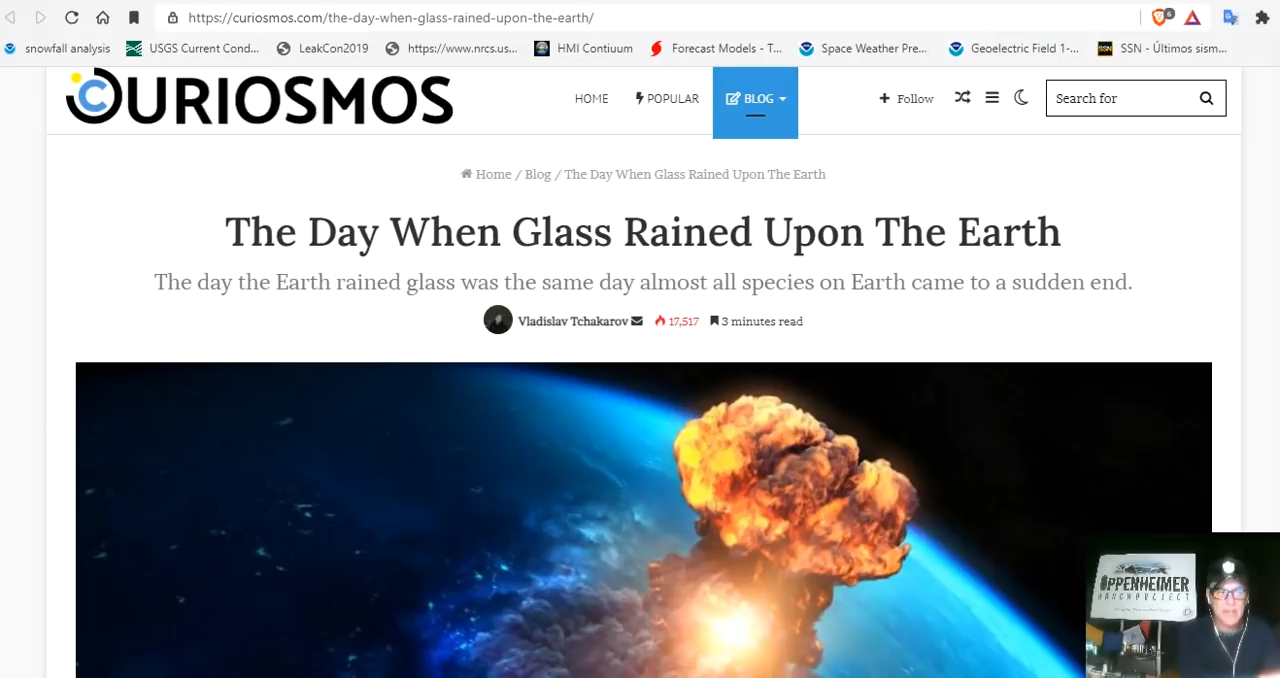 https://curiosmos.com/the-day-when-glass-rained-upon-the-earth/
6
snowfall analysis USGS Current Cond... LeakCon2019 https://www.nrcs.us... HMI Contiuum Forecast Models - T... Space Weather Pre... Geoelectric Field 1-... SSN SSN - Últimos sism...
CURIOSMOS HOME POPULAR BLOG + Follow Search for
Home / Blog / The Day When Glass Rained Upon The Earth
The Day When Glass Rained Upon The Earth
The day the Earth rained glass was the same day almost all species on Earth came to a sudden end.
Vladislav Tchakarov 17,517 3 minutes read
OPPENHEIMER
RANCH PROJECT